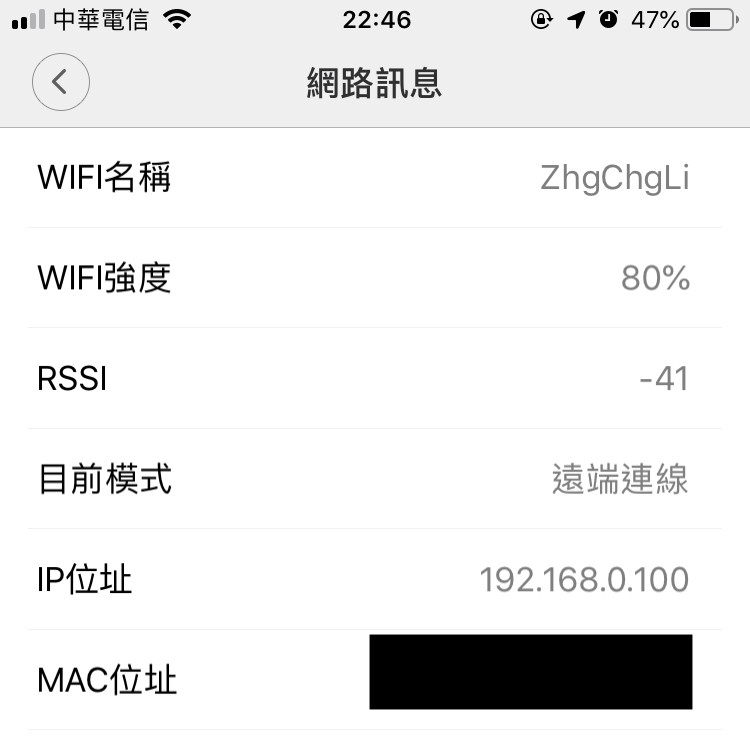 中華電信 22:46 47%
網路訊息
WIFI名稱 ZhgChgLi
WIFI強度 80%
RSSI -41
目前模式 遠端連線
IP位址 192.168.0.100
MAC位址